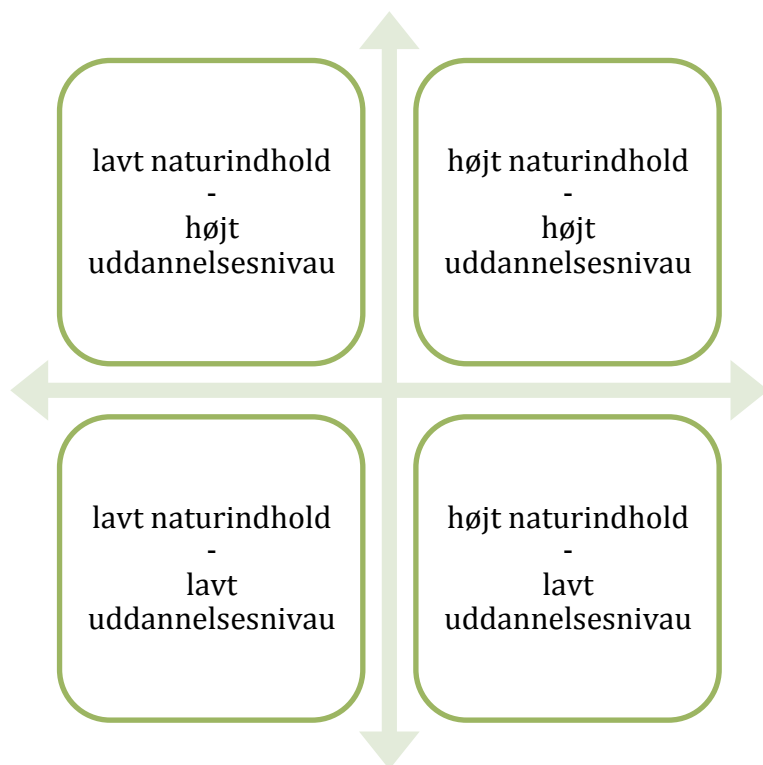 lavt naturindhold
-
højt
uddannelsesnivau
højt naturindhold
-
højt
uddannelsesnivau
lavt naturindhold
-
lavt
uddannelsesnivau
højt naturindhold
-
lavt
uddannelsesnivau